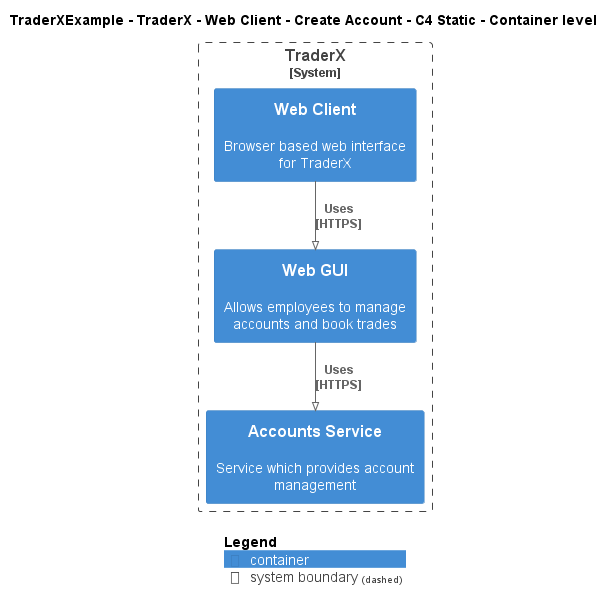 TraderXExample - TraderX - Web Client - Create Account - C4 Static - Container level
TraderX
[System]
Web Client
Browser based web interface
for TraderX
Uses
[HTTPS]
Web GUI
Allows employees to manage
accounts and book trades
Uses
[HTTPS]
Accounts Service
Service which provides account
management
Legend
container
system boundary (dashed)